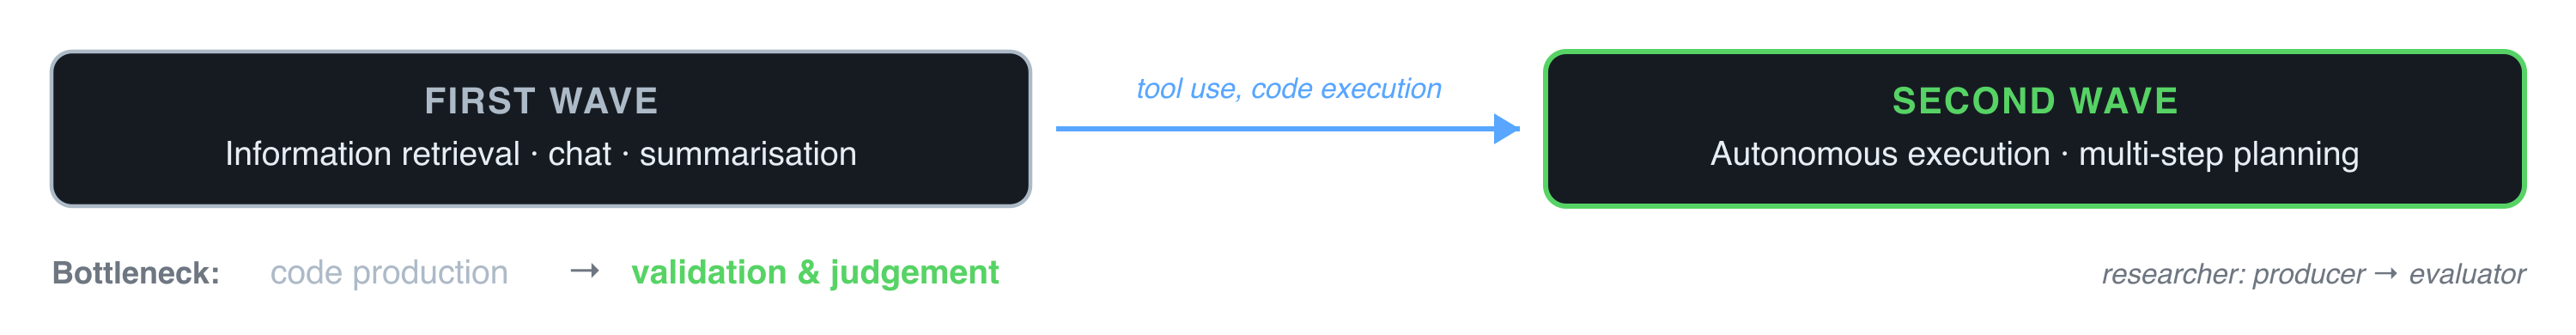 FIRST WAVE
Information retrieval · chat · summarisation
tool use, code execution
SECOND WAVE
Autonomous execution · multi-step planning
Bottleneck: code production → validation & judgement
researcher: producer → evaluator